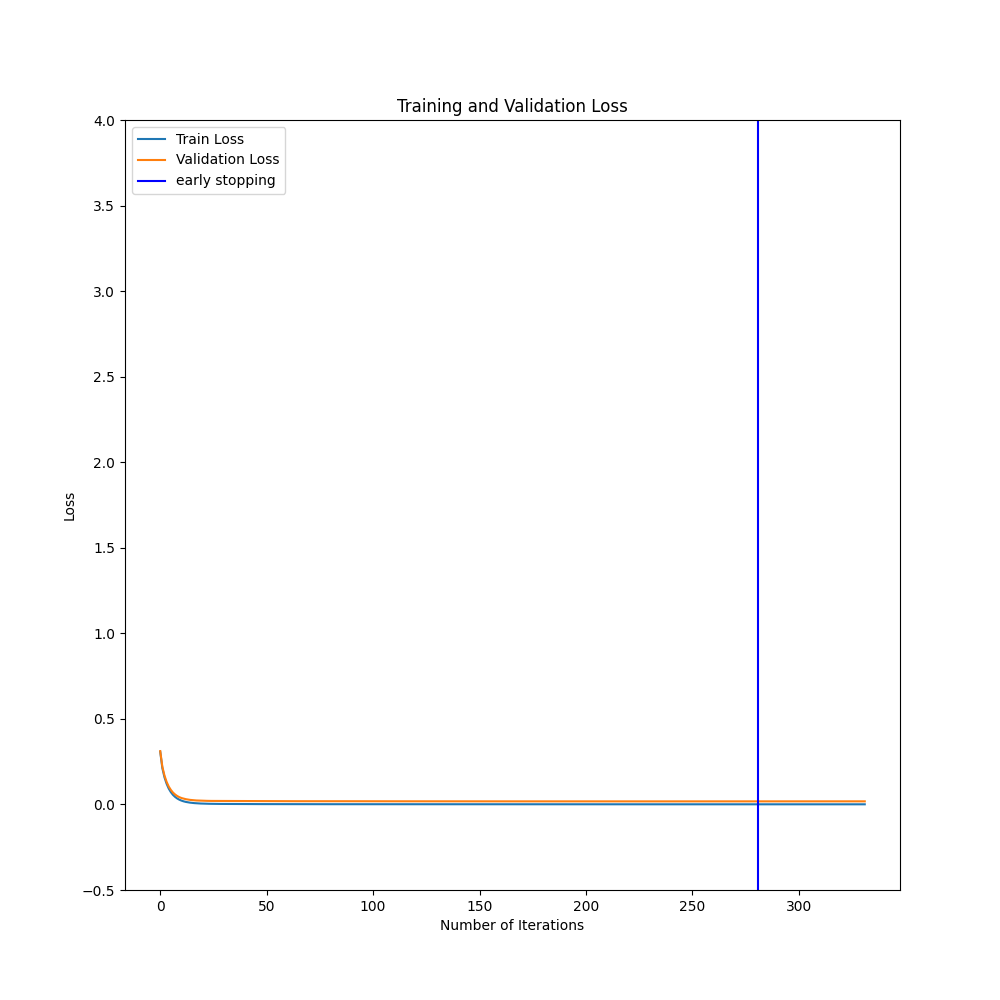 Training and Validation Loss
Train Loss
Validation Loss
early stopping
4.0
3.5
3.0
2.5
2.0
1.5
1.0
0.5
0.0
−0.5
Loss
0 50 100 150 200 250 300
Number of Iterations